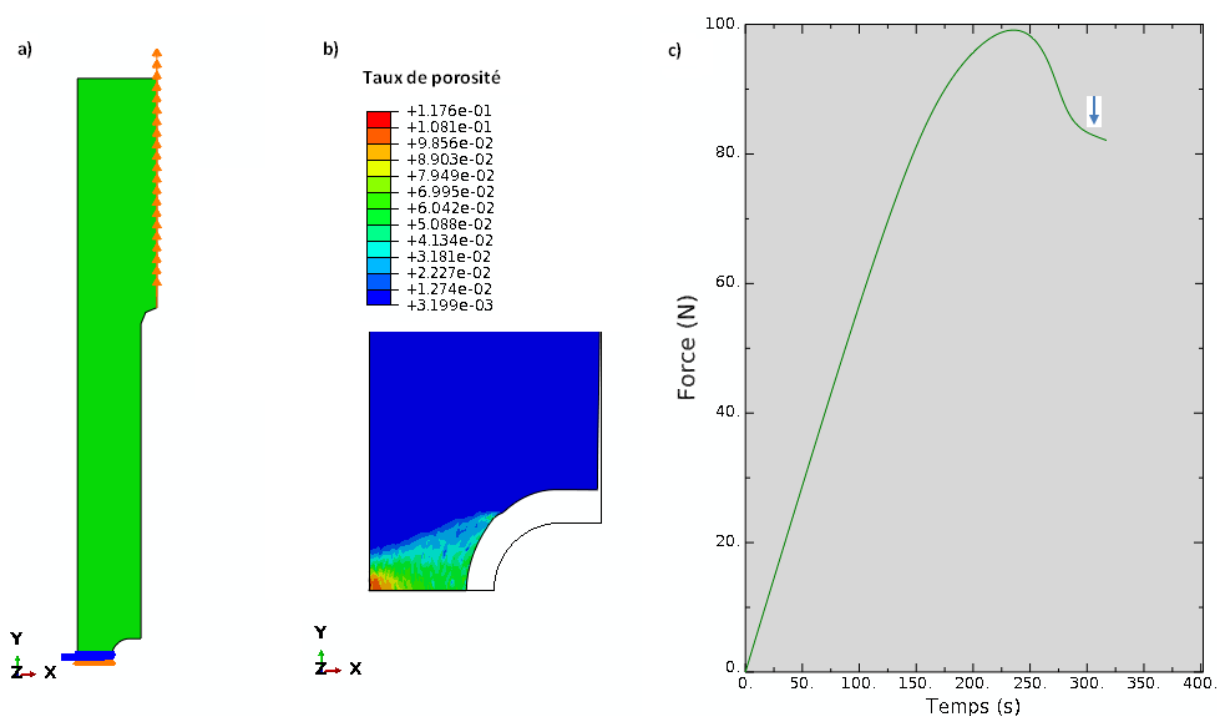 a)
Y
Z X
b)
Taux de porosité
+1.176e-01
+1.081e-01
+9.856e-02
+8.903e-02
+7.949e-02
+6.995e-02
+6.042e-02
+5.088e-02
+4.134e-02
+3.181e-02
+2.227e-02
+1.274e-02
+3.199e-03
Y
Z X
c)
100.
80.
60.
40.
20.
0.
Force (N)
0. 50. 100. 150. 200. 250. 300. 350. 400.
Temps (s)